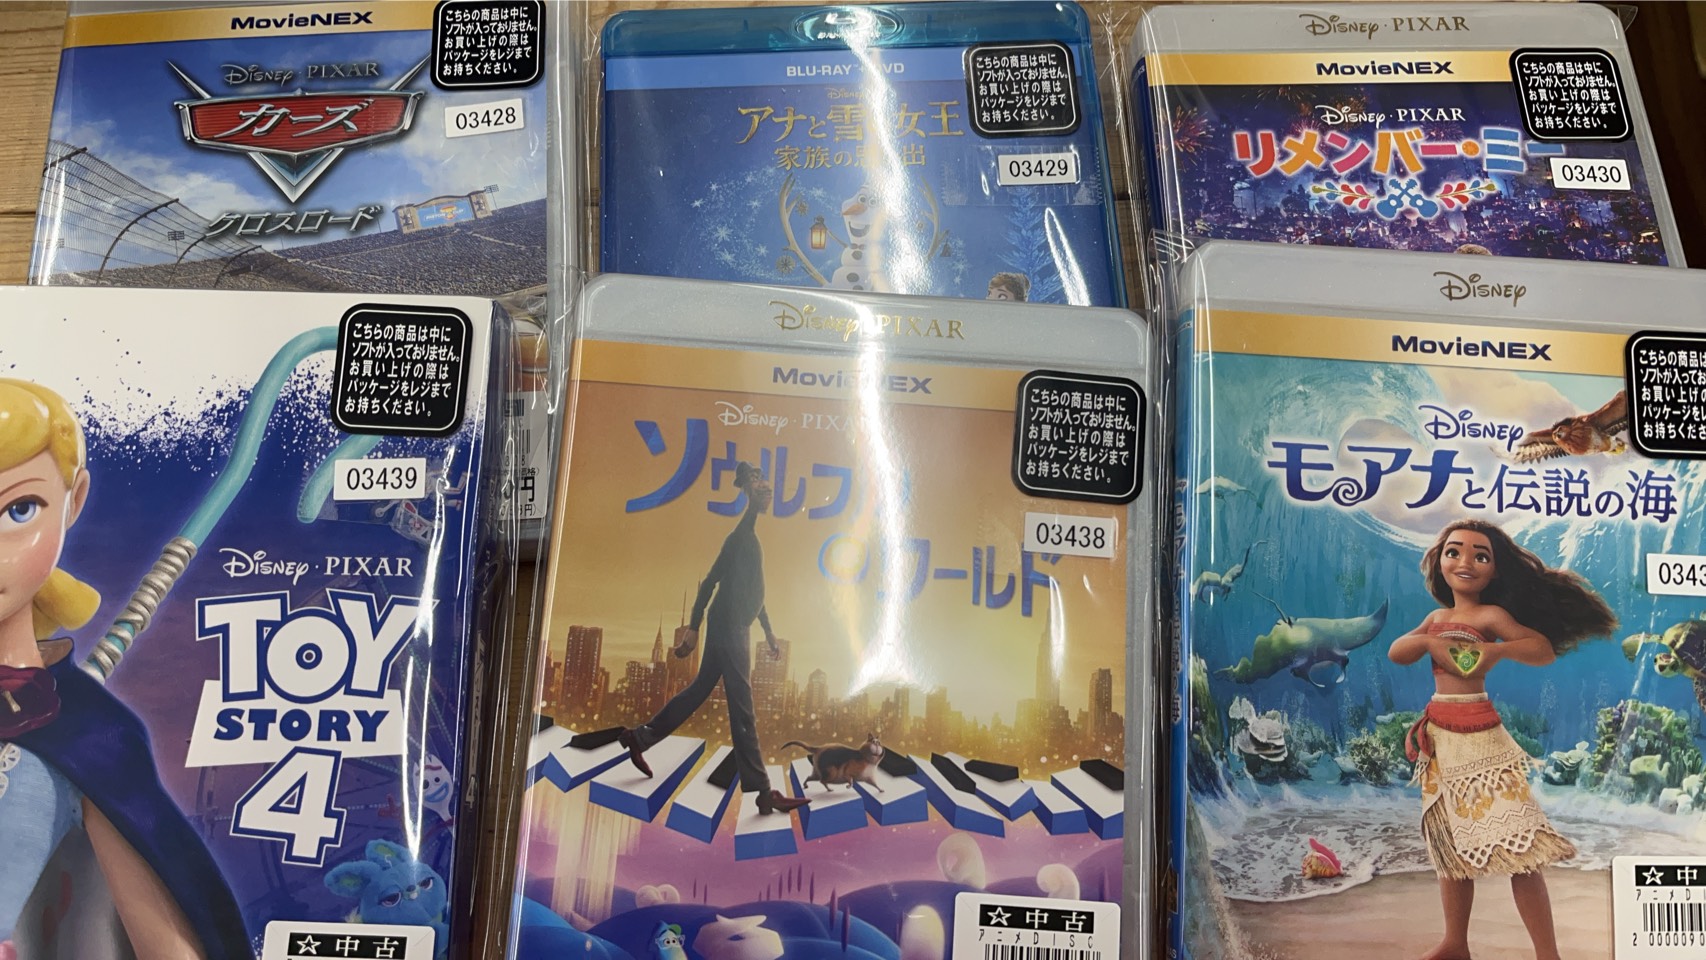 MovieNEX
Disney・PIXAR
カーズ
クロスロード
こちらの商品は中に
ソフトが入っておりません。
お買い上げの際は
パッケージをレジまで
お持ちください。
03428
BLU-RAY
アナと雪 女王
家族の 出
こちらの商品は中に
ソフトが入っておりません。
お買い上げの際は
パッケージをレジまで
お持ちください。
03429
Disney・PIXAR
MovieNEX
Disney・PIXAR
リメンバー・ミー
こちらの商品は中に
ソフトが入っておりません。
お買い上げの際は
パッケージをレジまで
お持ちください。
03430
こちらの商品は中に
ソフトが入っておりません。
お買い上げの際は
パッケージをレジまで
お持ちください。
03439
Disney・PIXAR
TOY
STORY
4
☆中古
Disney PIXAR
MovieNEX
Disney・PIXAR
ソウルフル
ワールド
こちらの商品は中に
ソフトが入っておりません。
お買い上げの際は
パッケージをレジまで
お持ちください。
03438
☆中古
アニメDISC
Disney
MovieNEX
Disney
モアナと伝説の海
こちらの商品は
ソフトが入って
お買い上げの
パッケージを
お持ちくださ
0343
☆中
アニメDI
2000090